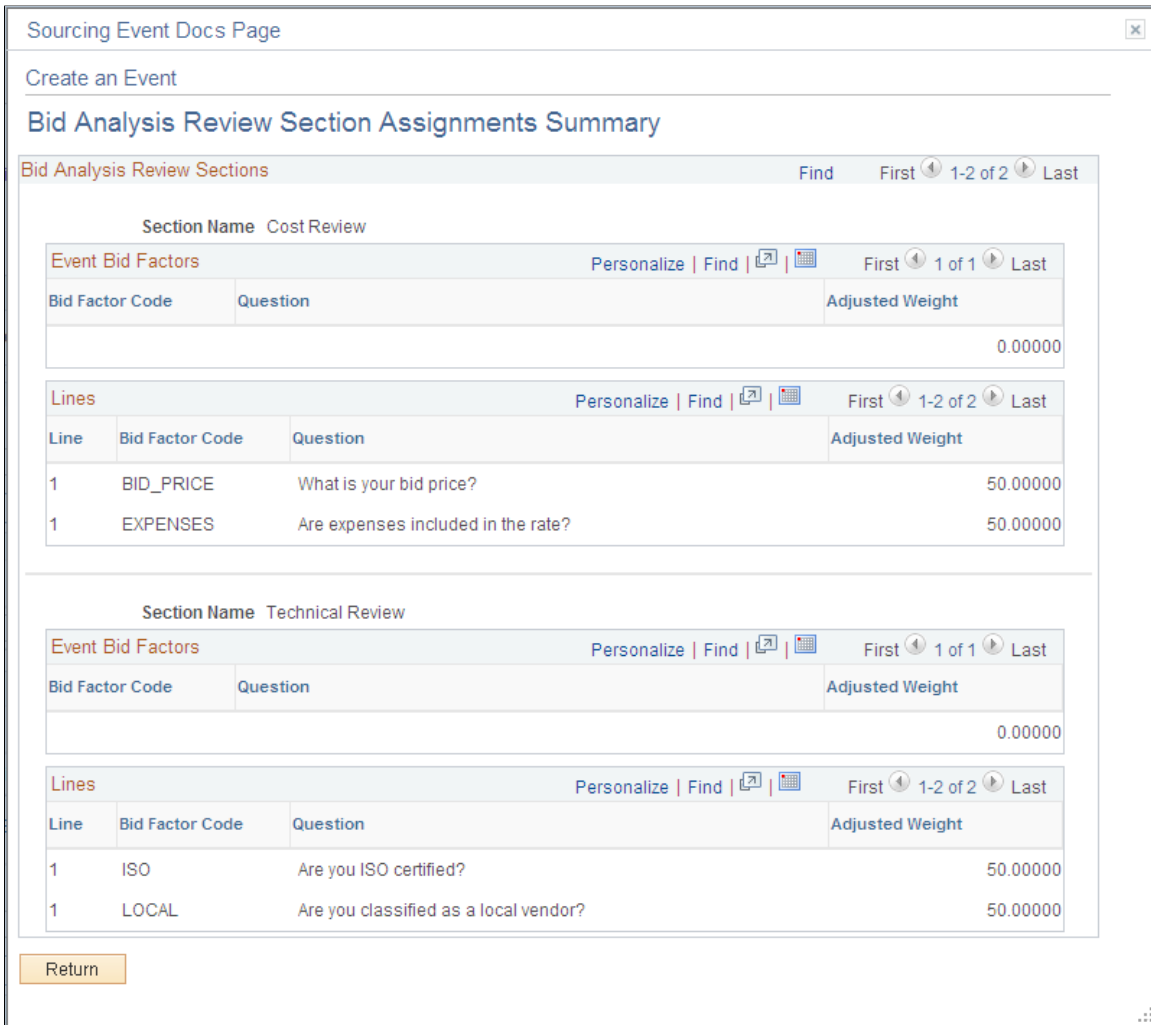 Sourcing Event Docs Page
Create an Event
Bid Analysis Review Section Assignments Summary
Bid Analysis Review Sections Find First 1-2 of 2 Last
Section Name Cost Review
Event Bid Factors Personalize | Find | | First 1 of 1 Last
Bid Factor Code Question Adjusted Weight
0.00000
Lines Personalize | Find | | First 1-2 of 2 Last
Line Bid Factor Code Question Adjusted Weight
1 BID_PRICE What is your bid price? 50.00000
1 EXPENSES Are expenses included in the rate? 50.00000
Section Name Technical Review
Event Bid Factors Personalize | Find | | First 1 of 1 Last
Bid Factor Code Question Adjusted Weight
0.00000
Lines Personalize | Find | | First 1-2 of 2 Last
Line Bid Factor Code Question Adjusted Weight
1 ISO Are you ISO certified? 50.00000
1 LOCAL Are you classified as a local vendor? 50.00000
Return